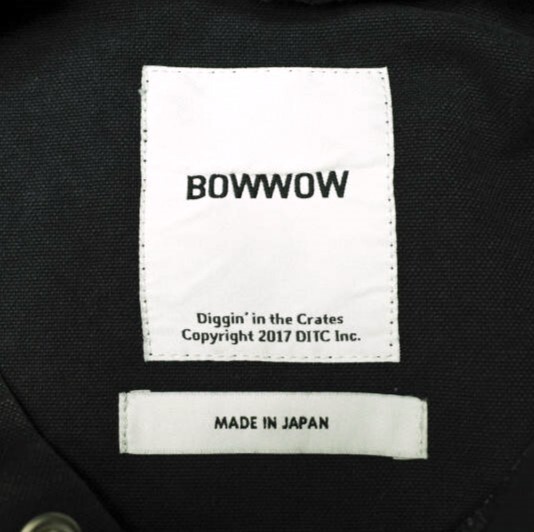 BOWWOW
Diggin' in the Crates
Copyright 2017 DITC Inc.
MADE IN JAPAN